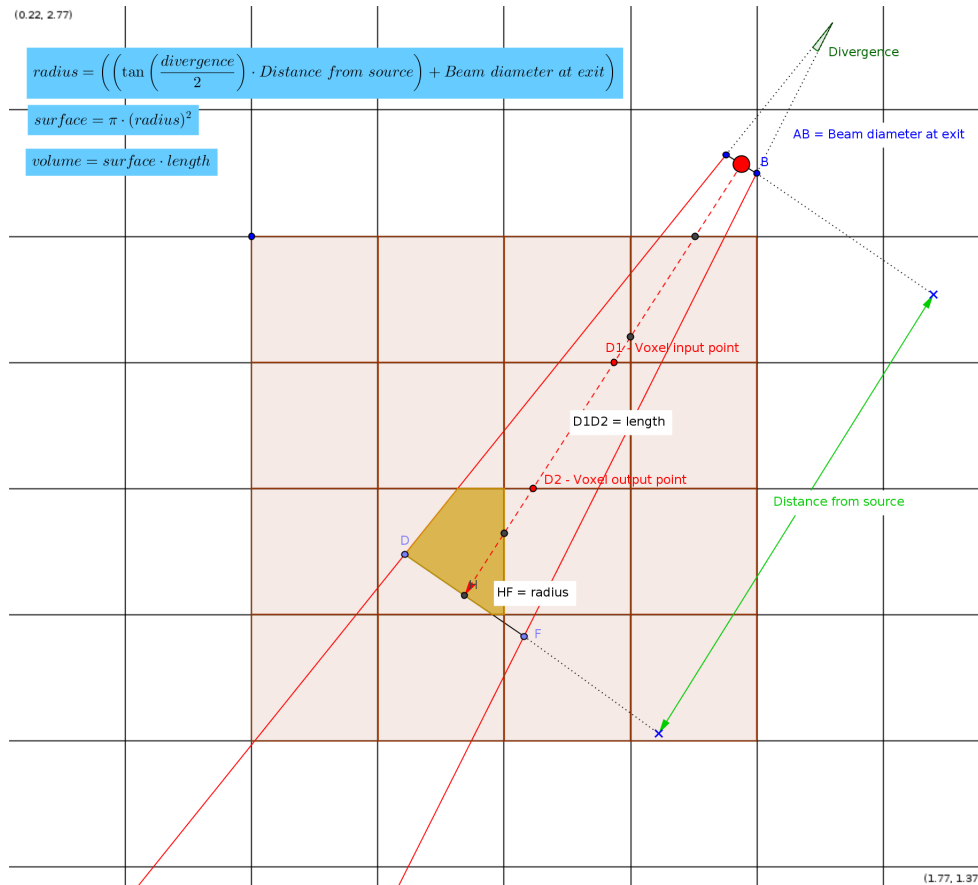 (0.22, 2.77)
radius = ((tan (divergence/2) · Distance from source) + Beam diameter at exit)
surface = π · (radius)²
volume = surface · length
Divergence
AB = Beam diameter at exit
B
D1 - Voxel input point
D1D2 = length
D2 - Voxel output point
Distance from source
D
H
HF = radius
F
(1.77, 1.37